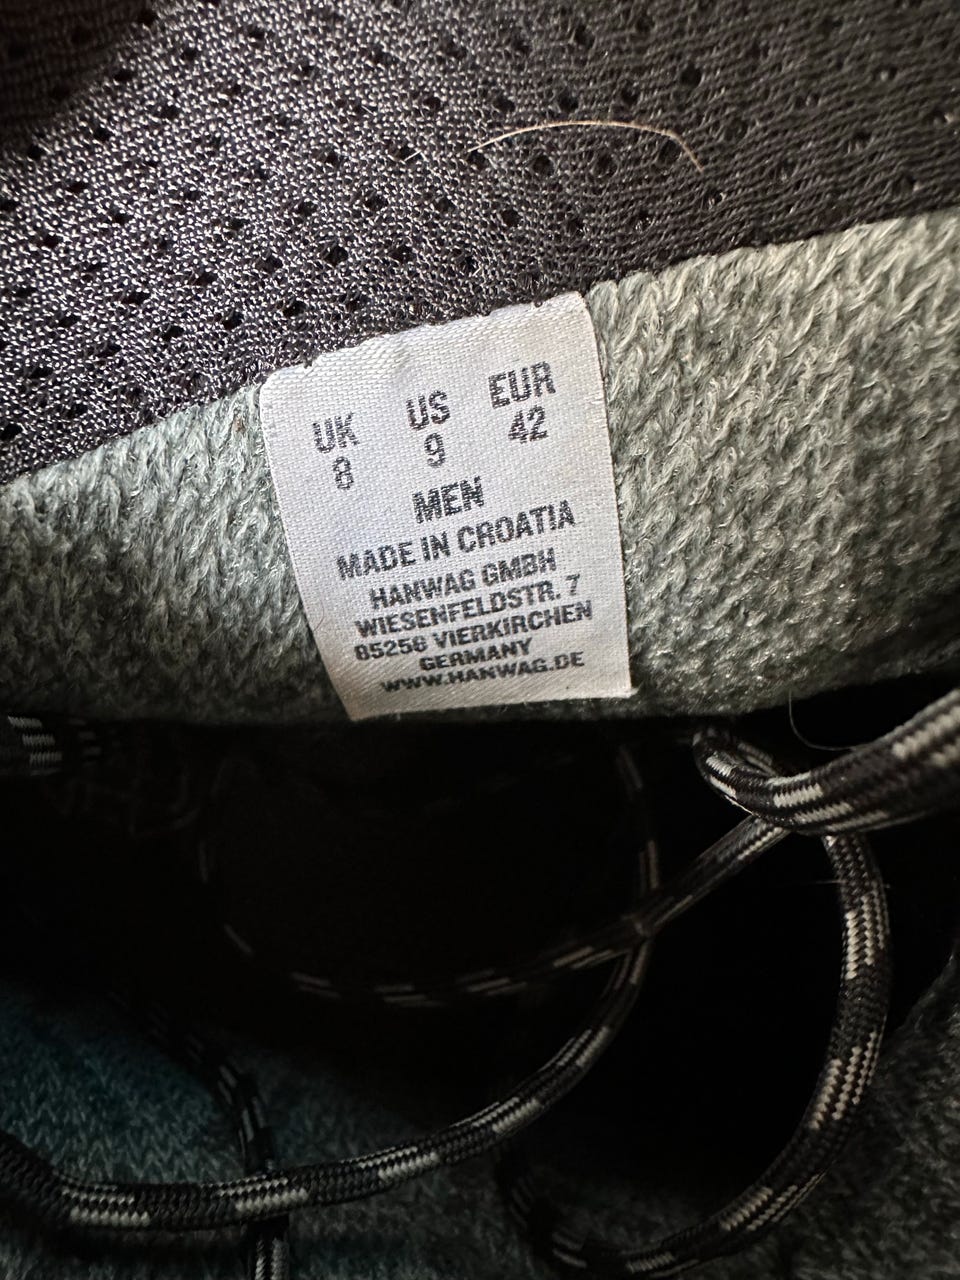 UK US EUR
8 9 42
MEN
MADE IN CROATIA
HANWAG GMBH
WIESENFELDSTR. 7
85256 VIERKIRCHEN
GERMANY
WWW.HANWAG.DE